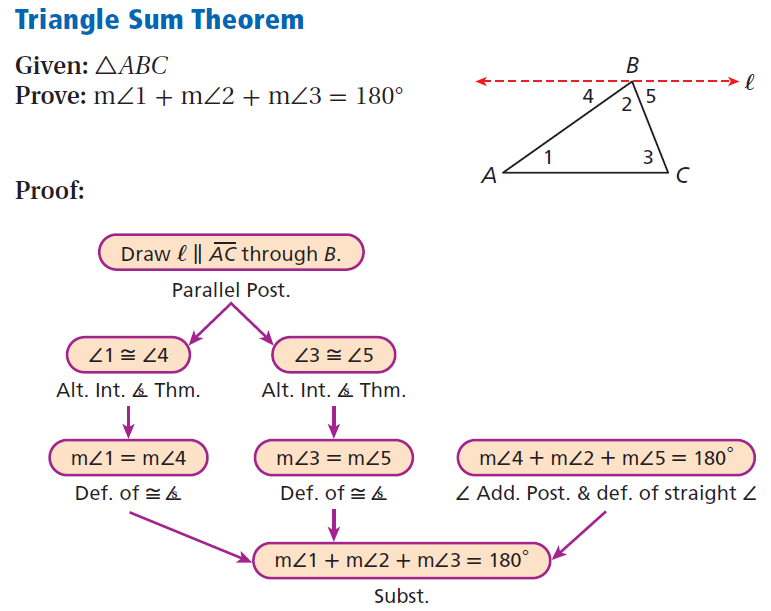 Triangle Sum Theorem
Given: △ABC
Prove: m∠1 + m∠2 + m∠3 = 180°
B
ℓ
4 2 5
1 3
A C
Proof:
Draw ℓ ∥ A̅C̅ through B.
Parallel Post.
∠1 ≅ ∠4
∠3 ≅ ∠5
Alt. Int. ∡ Thm.
Alt. Int. ∡ Thm.
m∠1 = m∠4
m∠3 = m∠5
m∠4 + m∠2 + m∠5 = 180°
Def. of ≅ ∡
Def. of ≅ ∡
∠ Add. Post. & def. of straight ∠
m∠1 + m∠2 + m∠3 = 180°
Subst.